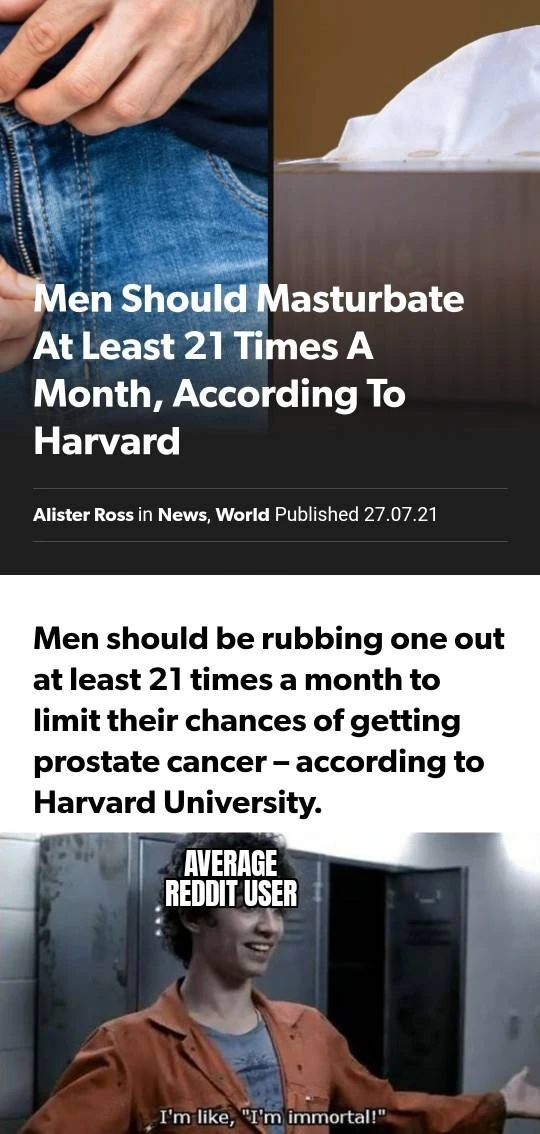 Men Should Masturbate
At Least 21 Times A
Month, According To
Harvard
Alister Ross in News, World Published 27.07.21
Men should be rubbing one out
at least 21 times a month to
limit their chances of getting
prostate cancer – according to
Harvard University.
AVERAGE
REDDIT USER
I'm like, "I'm immortal!"